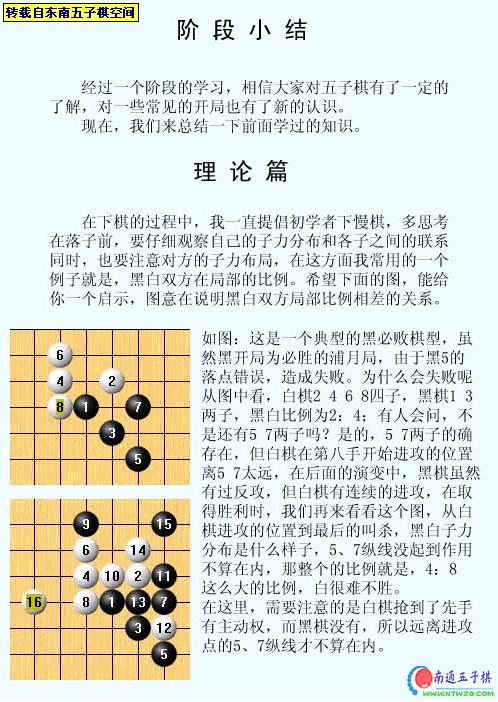 转载自东南五子棋空间
阶段小结
经过一个阶段的学习，相信大家对五子棋有了一定的
了解，对一些常见的开局也有了新的认识。
现在，我们来总结一下前面学过的知识。
理论篇
在下棋的过程中，我一直提倡初学者下慢棋，多思考
在落子前，要仔细观察自己的子力分布和各子之间的联系
同时，也要注意对方的子力布局，在这方面我常用的一个
例子就是，黑白双方在局部的比例。希望下面的图，能给
你一个启示，图意在说明黑白双方局部比例相差的关系。
6
4 2
8 1 7
3
5
如图：这是一个典型的黑必败棋型，虽
然黑开局为必胜的浦月局，由于黑5的
落点错误，造成失败。为什么会失败呢
从图中看，白棋2 4 6 8四子，黑棋1 3
两子，黑白比例为2：4；有人会问，不
是还有5 7两子吗？是的，5 7两子的确
存在，但白棋在第八手开始进攻的位置
离5 7太远，在后面的演变中，黑棋虽然
有过反攻，但白棋有连续的进攻，在取
得胜利时，我们再来看看这个图，从白
棋进攻的位置到最后的叫杀，黑白子力
分布是什么样子，5、7纵线没起到作用
不算在内，那整个的比例就是，4：8
这么大的比例，白很难不胜。
在这里，需要注意的是白棋抢到了先手
有主动权，而黑棋没有，所以远离进攻
点的5、7纵线才不算在内。
9 15
6 14
4 10 2 11
16 8 1 13 7
3 12
5
南通五子棋
WWW.NTWZQ.COM